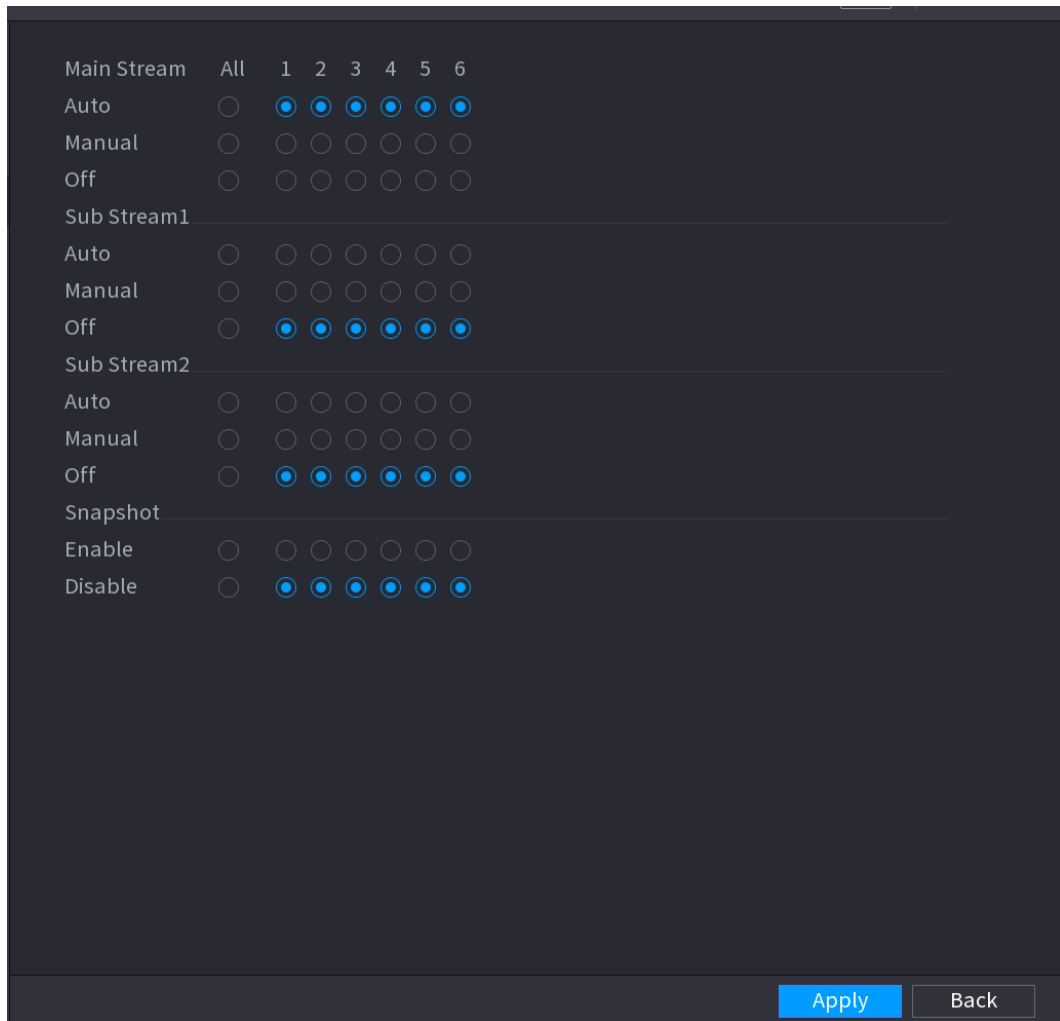 Main Stream All 1 2 3 4 5 6
Auto
Manual
Off
Sub Stream1
Auto
Manual
Off
Sub Stream2
Auto
Manual
Off
Snapshot
Enable
Disable
Apply Back